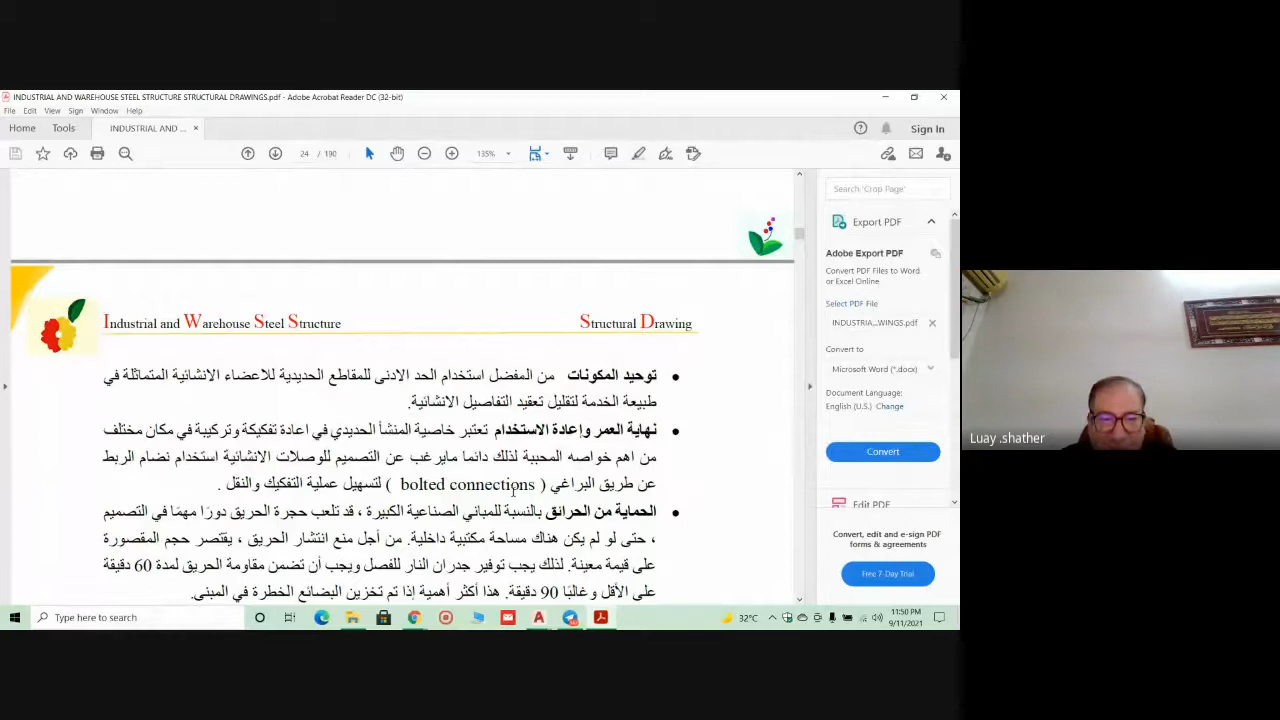 INDUSTRIAL AND WAREHOUSE STEEL STRUCTURE STRUCTURAL DRAWINGS.pdf - Adobe Acrobat Reader DC (32-bit)
File Edit View Sign Window Help
Home Tools INDUSTRIAL AND ... × Sign In
24 / 190 135%
Search 'Crop Page'
Export PDF
Adobe Export PDF
Convert PDF Files to Word
or Excel Online
Select PDF File
INDUSTRIA...WINGS.pdf ×
Convert to
Microsoft Word (*.docx)
Document Language:
English (U.S.) Change
Convert
Edit PDF
Convert, edit and e-sign PDF
forms & agreements
Free 7-Day Trial
Industrial and Warehouse Steel Structure Structural Drawing
• توحيد المكونات من المفضل استخدام الحد الادنى للمقاطع الحديدية للاعضاء الانشائية المتماثلة في
طبيعة الخدمة لتقليل تعقيد التفاصيل الانشائية.
• نهاية العمر وإعادة الاستخدام تعتبر خاصية المنشأ الحديدي في اعادة تفكيكة وتركيبة في مكان مختلف
من اهم خواصه المحببة لذلك دائما مايرغب عن التصميم للوصلات الانشائية استخدام نضام الربط
عن طريق البراغي ( bolted connections ) لتسهيل عملية التفكيك والنقل .
• الحماية من الحرائق بالنسبة للمباني الصناعية الكبيرة ، قد تلعب حجرة الحريق دورًا مهمًا في التصميم
، حتى لو لم يكن هناك مساحة مكتبية داخلية. من أجل منع انتشار الحريق ، يقتصر حجم المقصورة
على قيمة معينة. لذلك يجب توفير جدران النار للفصل ويجب أن تضمن مقاومة الحريق لمدة 60 دقيقة
على الأقل وغالبًا 90 دقيقة. هذا أكثر أهمية إذا تم تخزين البضائع الخطرة في المبنى.
Luay .shather
Type here to search
32°C
11:50 PM
9/11/2021